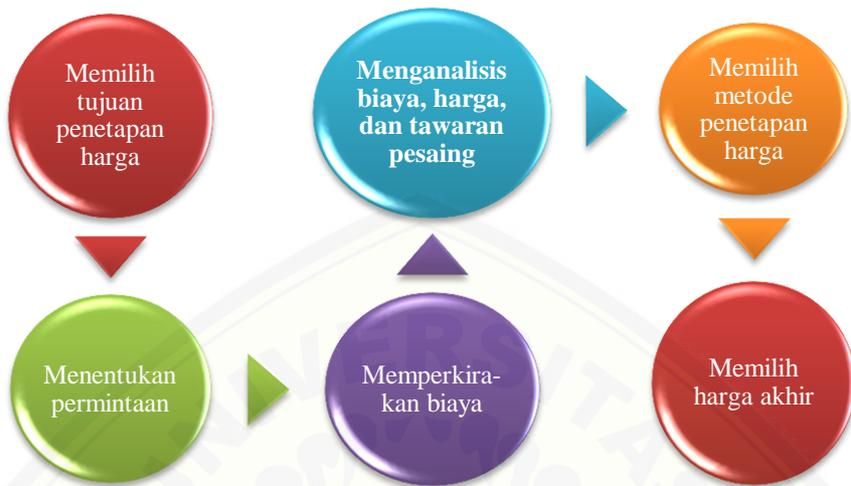 Memilih
tujuan
penetapan
harga
Menentukan
permintaan
Memperkira-
kan biaya
Menganalisis
biaya, harga,
dan tawaran
pesaing
Memilih
metode
penetapan
harga
Memilih
harga akhir